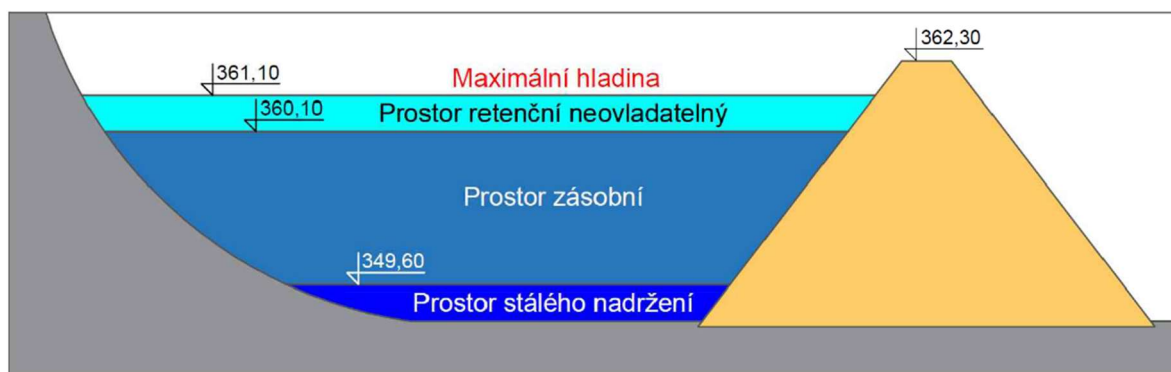 362,30
361,10
Maximální hladina
360,10
Prostor retenční neovladatelný
Prostor zásobní
349,60
Prostor stálého nadržení